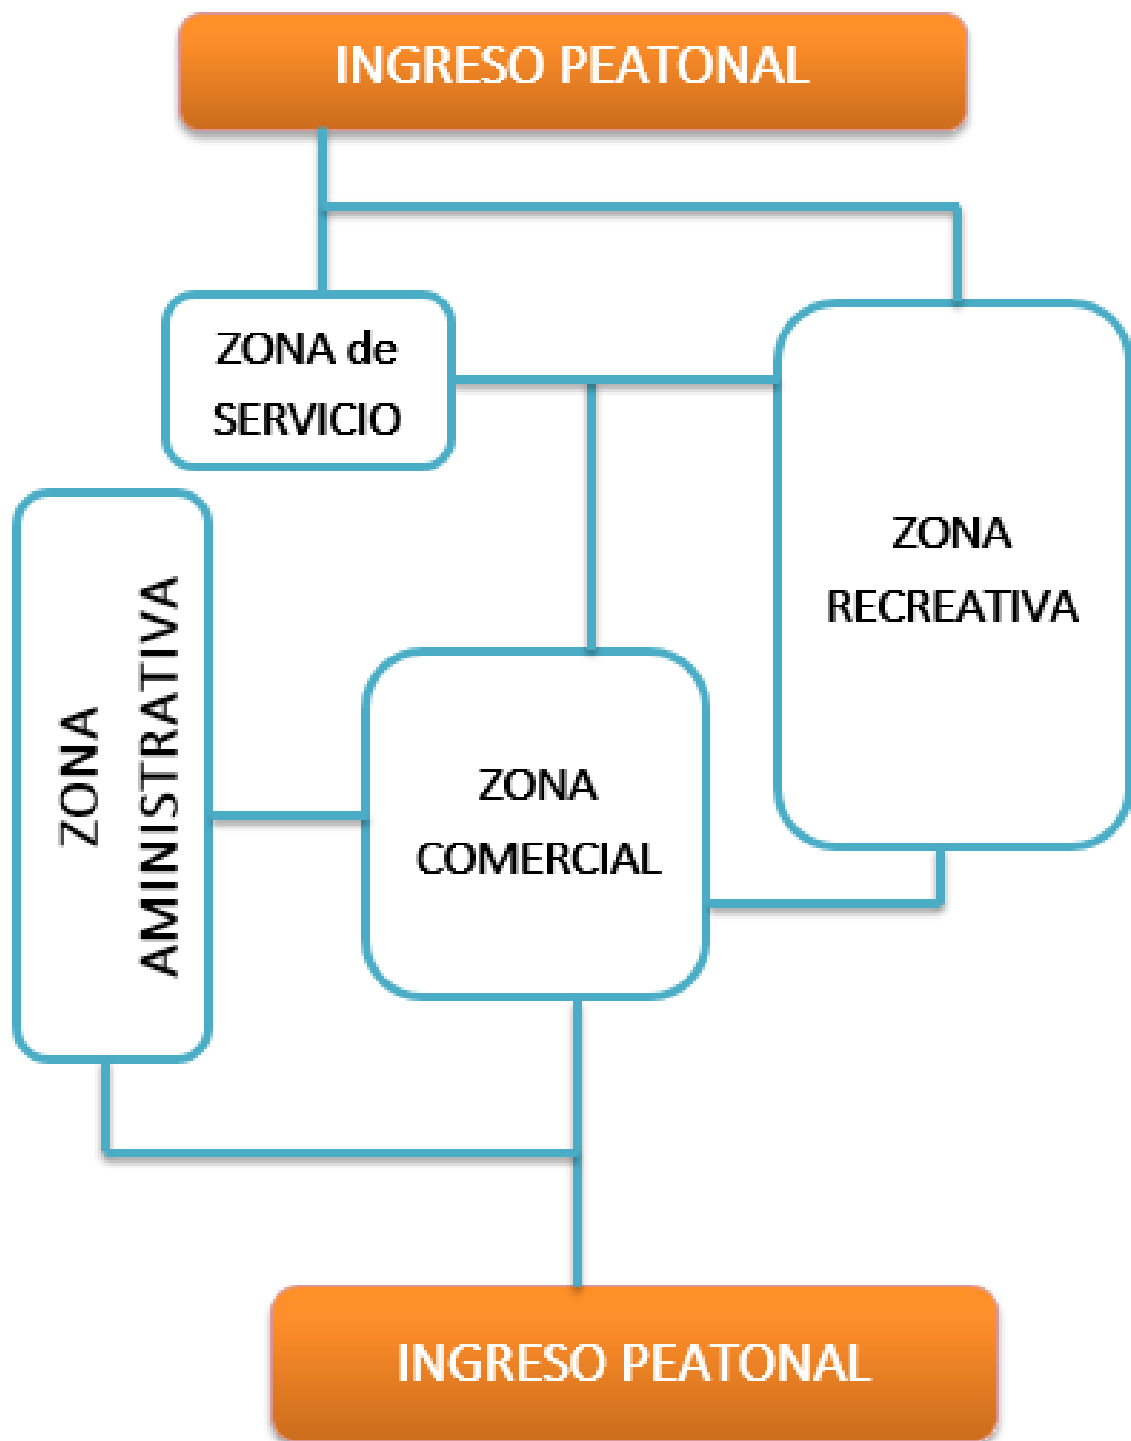 INGRESO PEATONAL
ZONA de
SERVICIO
ZONA
RECREATIVA
ZONA
AMINISTRATIVA
ZONA
COMERCIAL
INGRESO PEATONAL